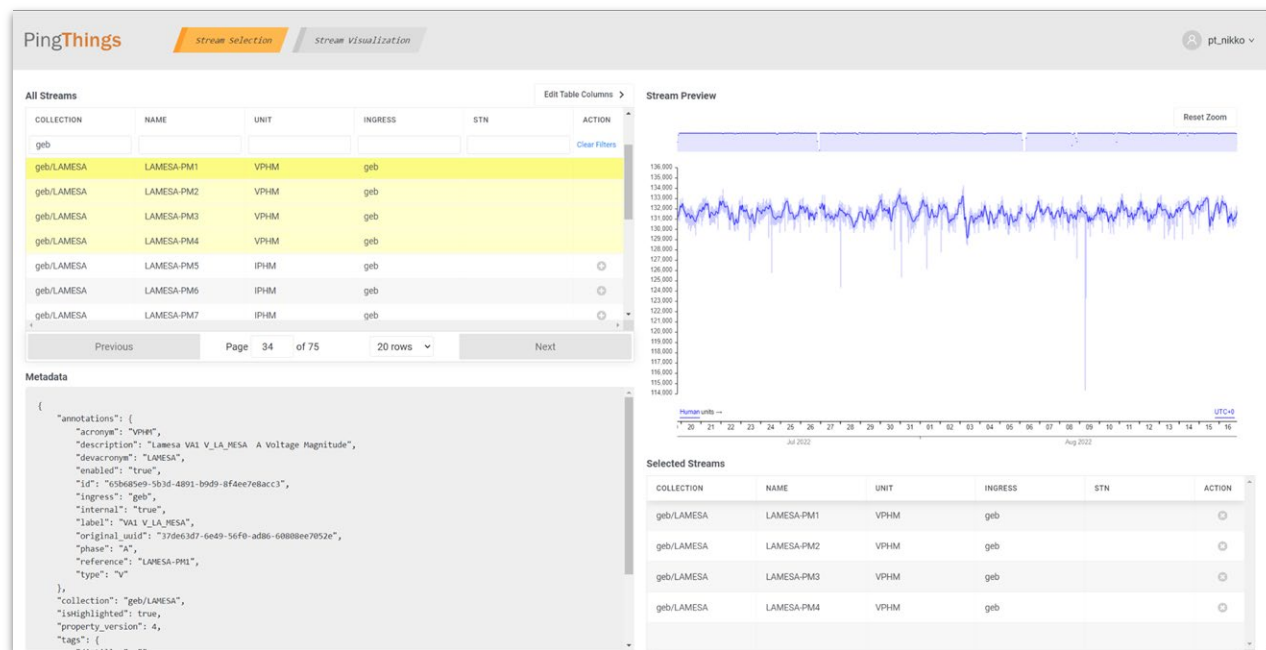 PingThings
Stream Selection
Stream Visualization
pt_nikko
All Streams
Edit Table Columns
COLLECTION NAME UNIT INGRESS STN ACTION
geb Clear Filters
geb/LAMESA LAMESA-PM1 VPHM geb
geb/LAMESA LAMESA-PM2 VPHM geb
geb/LAMESA LAMESA-PM3 VPHM geb
geb/LAMESA LAMESA-PM4 VPHM geb
geb/LAMESA LAMESA-PM5 IPHM geb
geb/LAMESA LAMESA-PM6 IPHM geb
geb/LAMESA LAMESA-PM7 IPHM geb
Previous Page 34 of 75 20 rows Next
Metadata
{
"annotations": {
"acronym": "VPHM",
"description": "Lamesa VA1 V_LA_MESA  A Voltage Magnitude",
"devacronym": "LAMESA",
"enabled": "true",
"id": "65b685e9-5b3d-4891-b9d9-8f4ee7e8acc3",
"ingress": "geb",
"internal": "true",
"label": "VA1 V_LA_MESA",
"original_uuid": "37de63d7-6e49-56f0-ad86-60808ee7052e",
"phase": "A",
"reference": "LAMESA-PM1",
"type": "V"
},
"collection": "geb/LAMESA",
"isHighlighted": true,
"property_version": 4,
"tags": {
Stream Preview
Reset Zoom
136,000
135,000
134,000
133,000
132,000
131,000
130,000
129,000
128,000
127,000
126,000
125,000
124,000
123,000
122,000
121,000
120,000
119,000
118,000
117,000
116,000
115,000
114,000
Human units → UTC+0
20 21 22 23 24 25 26 27 28 29 30 31 01 02 03 04 05 06 07 08 09 10 11 12 13 14 15 16
Jul 2022 Aug 2022
Selected Streams
COLLECTION NAME UNIT INGRESS STN ACTION
geb/LAMESA LAMESA-PM1 VPHM geb
geb/LAMESA LAMESA-PM2 VPHM geb
geb/LAMESA LAMESA-PM3 VPHM geb
geb/LAMESA LAMESA-PM4 VPHM geb